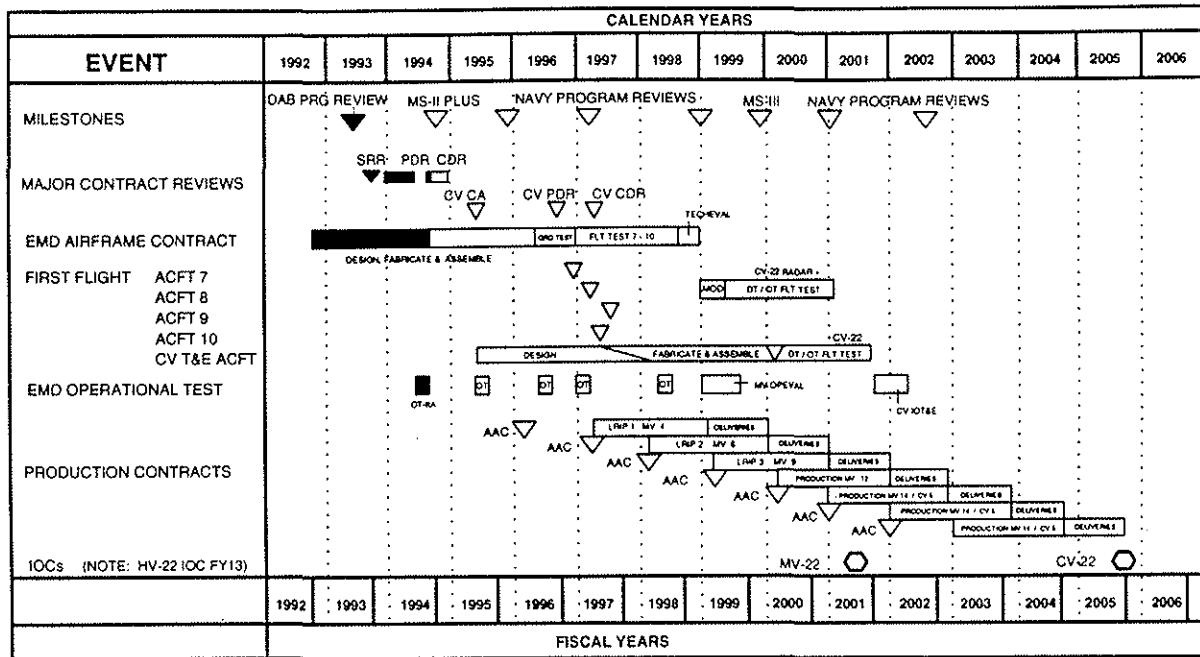 CALENDAR YEARS
EVENT 1992 1993 1994 1995 1996 1997 1998 1999 2000 2001 2002 2003 2004 2005 2006
OAB PRG REVIEW MS-II PLUS NAVY PROGRAM REVIEWS MS-III NAVY PROGRAM REVIEWS
MILESTONES
SRR PDR CDR
MAJOR CONTRACT REVIEWS
CV CA CV PDR CV CDR
TECHEVAL
EMD AIRFRAME CONTRACT GRD TEST FLT TEST 7 - 10
DESIGN, FABRICATE & ASSEMBLE
FIRST FLIGHT ACFT 7 CV-22 RADAR
MOD DT / OT FLT TEST
ACFT 8
ACFT 9
ACFT 10 CV-22
CV T&E ACFT DESIGN FABRICATE & ASSEMBLE DT / OT FLT TEST
EMD OPERATIONAL TEST OT OT OT OT MV OPEVAL
OT-IIA CV IOT&E
AAC LRIP 1 MV 4 DELIVERIES
AAC LRIP 2 MV 6 DELIVERIES
AAC LRIP 3 MV 9 DELIVERIES
PRODUCTION CONTRACTS
AAC PRODUCTION MV 12 DELIVERIES
AAC PRODUCTION MV 14 / CV 5 DELIVERIES
AAC PRODUCTION MV 14 / CV 5 DELIVERIES
AAC PRODUCTION MV 14 / CV 5 DELIVERIES
IOCs (NOTE: HV-22 IOC FY13) MV-22 CV-22
1992 1993 1994 1995 1996 1997 1998 1999 2000 2001 2002 2003 2004 2005 2006
FISCAL YEARS